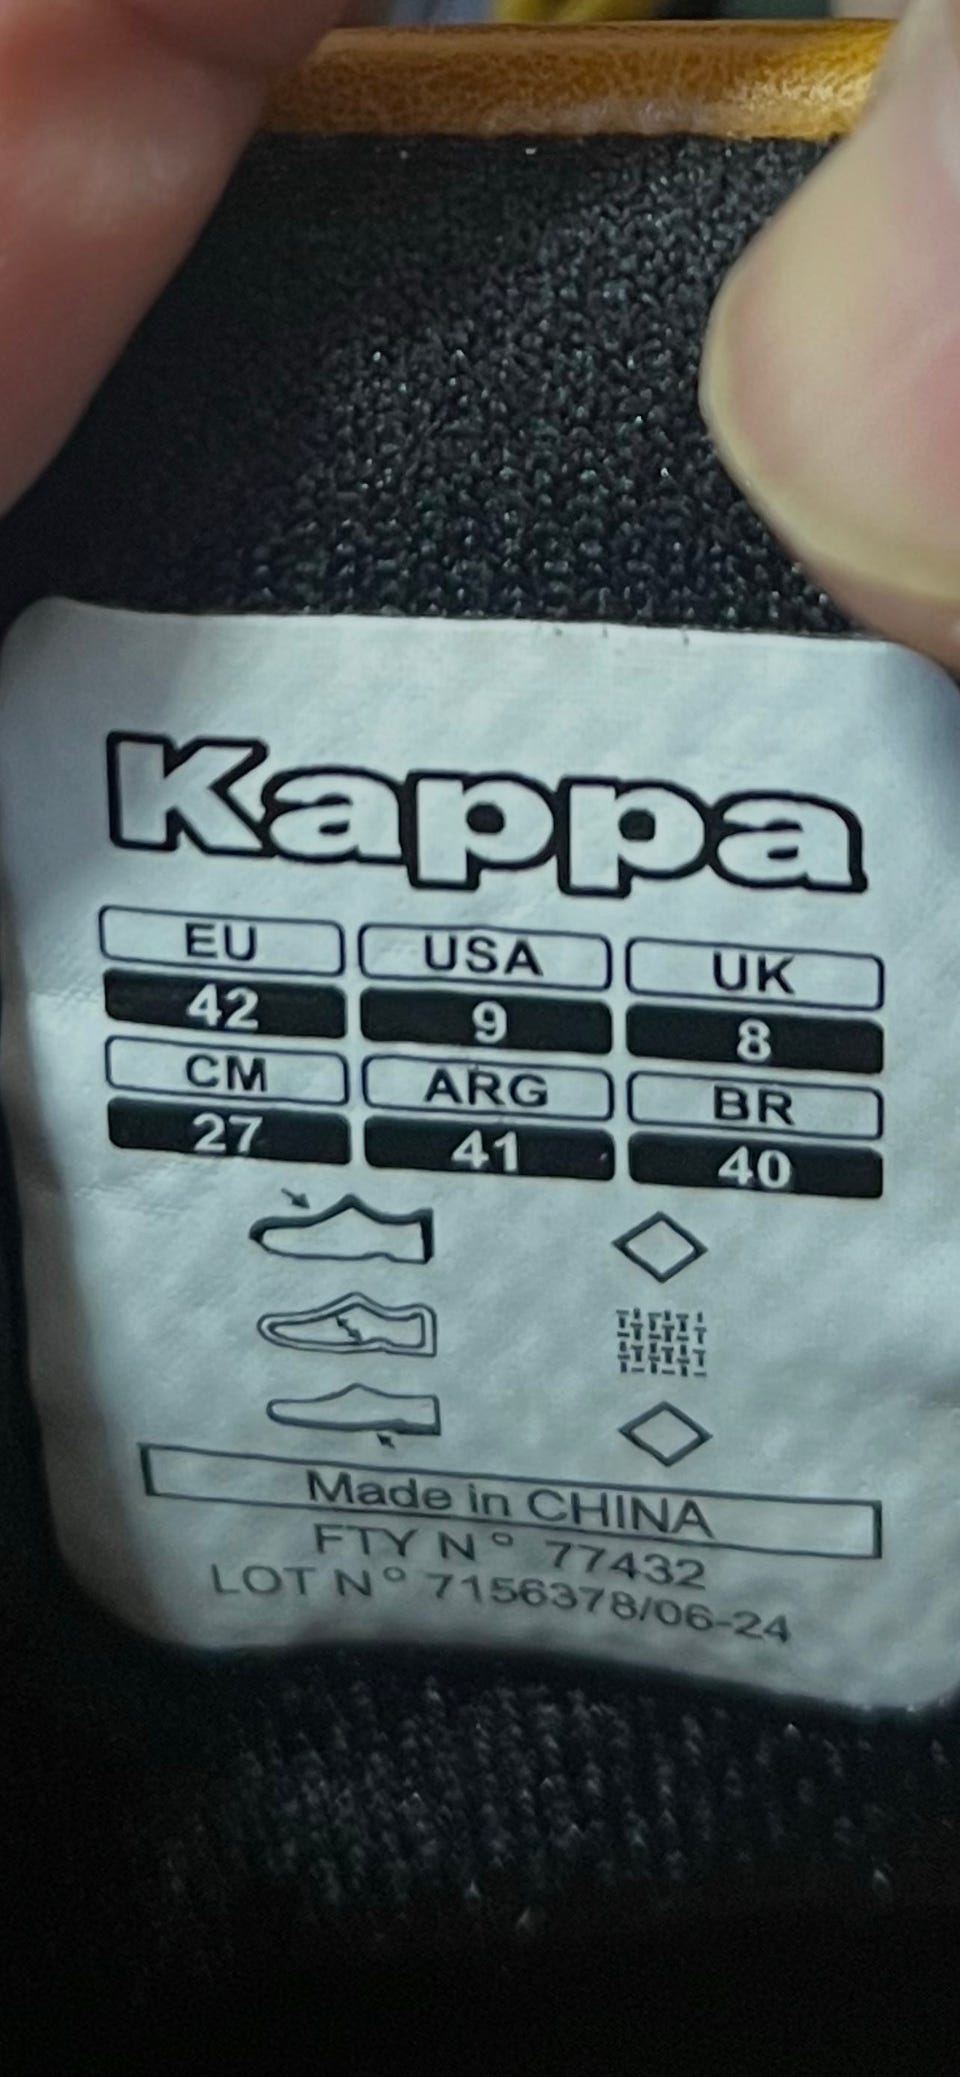 Kappa
EU USA UK
42 9 8
CM ARG BR
27 41 40
Made in CHINA
FTY N° 77432
LOT N° 7156378/06-24